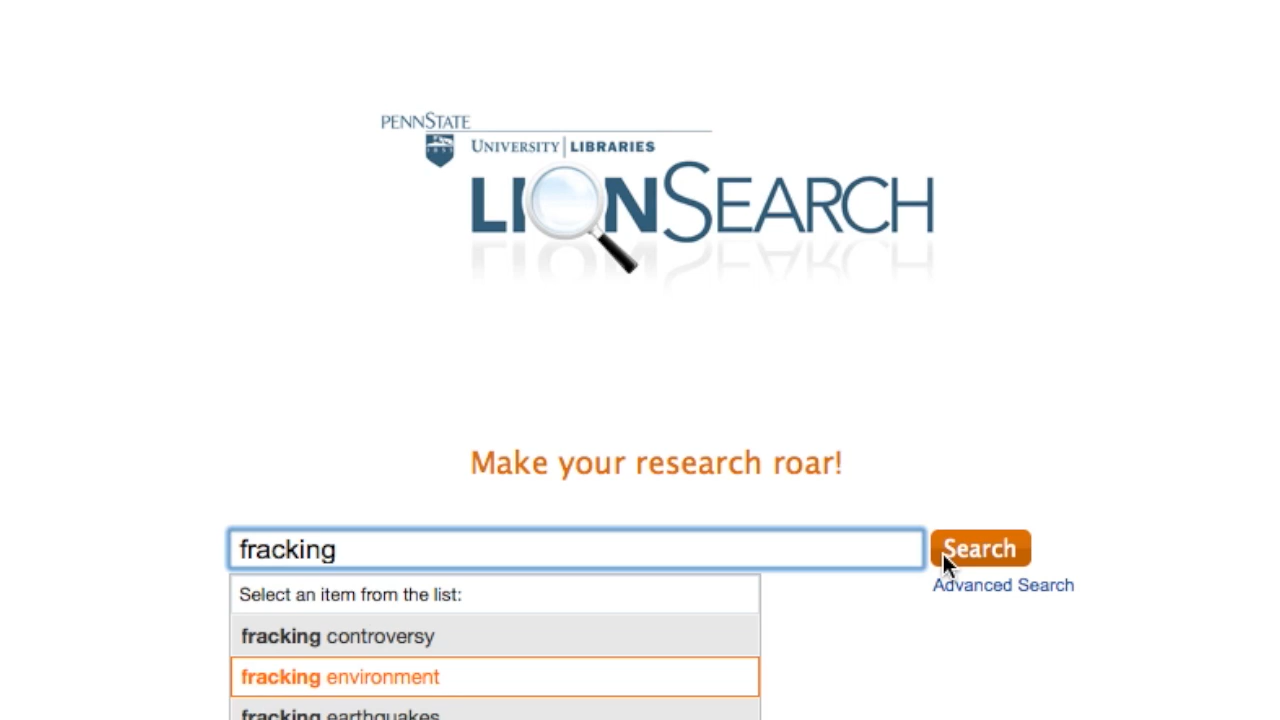 PENNSTATE
UNIVERSITY LIBRARIES
LIONSEARCH
Make your research roar!
fracking
Search
Advanced Search
Select an item from the list:
fracking controversy
fracking environment
fracking earthquakes